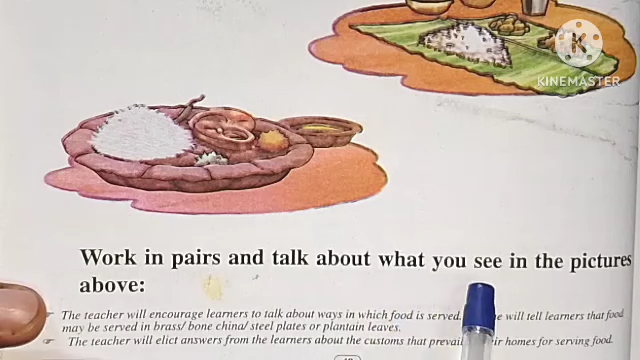 KINEMASTER
Work in pairs and talk about what you see in the pictures
above:
The teacher will encourage learners to talk about ways in which food is served. e will tell learners that food
may be served in brass/ bone china/ steel plates or plantain leaves.
The teacher will elict answers from the learners about the customs that prevai ir homes for serving food.